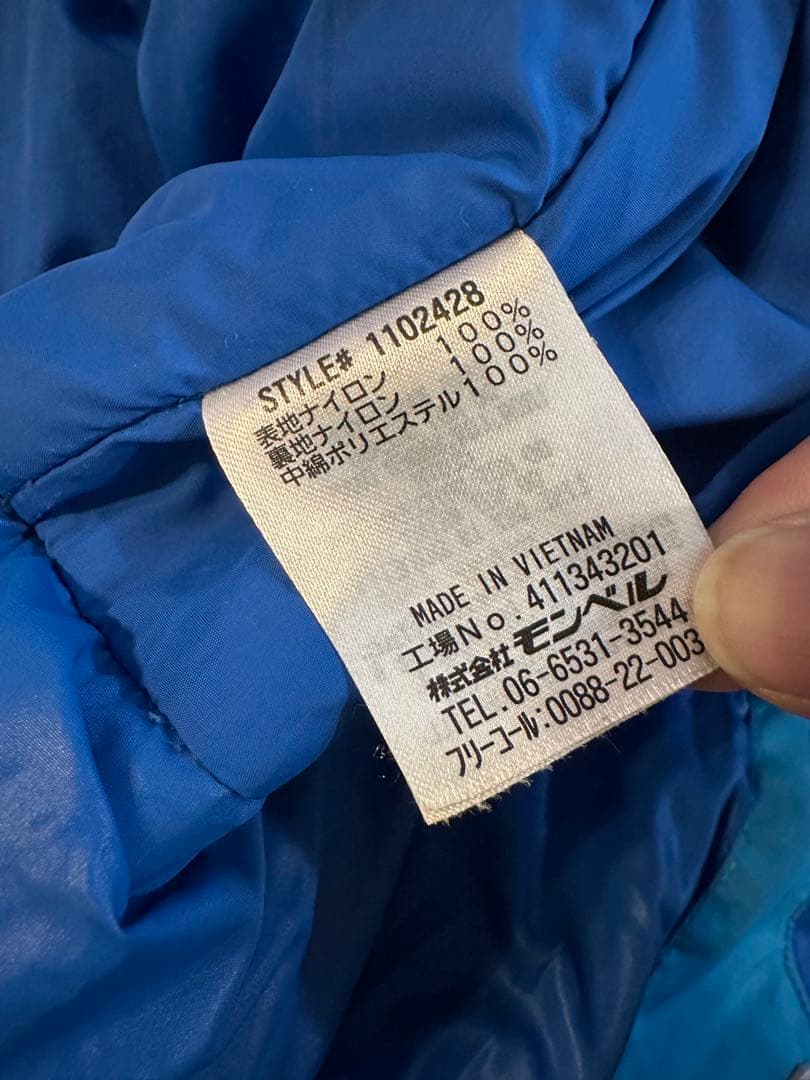 STYLE# 1102428
表地ナイロン 100%
裏地ナイロン 100%
中綿ポリエステル100%
MADE IN VIETNAM
工場No.411343201
株式会社モンベル
TEL.06-6531-3544
フリーコール:0088-22-003